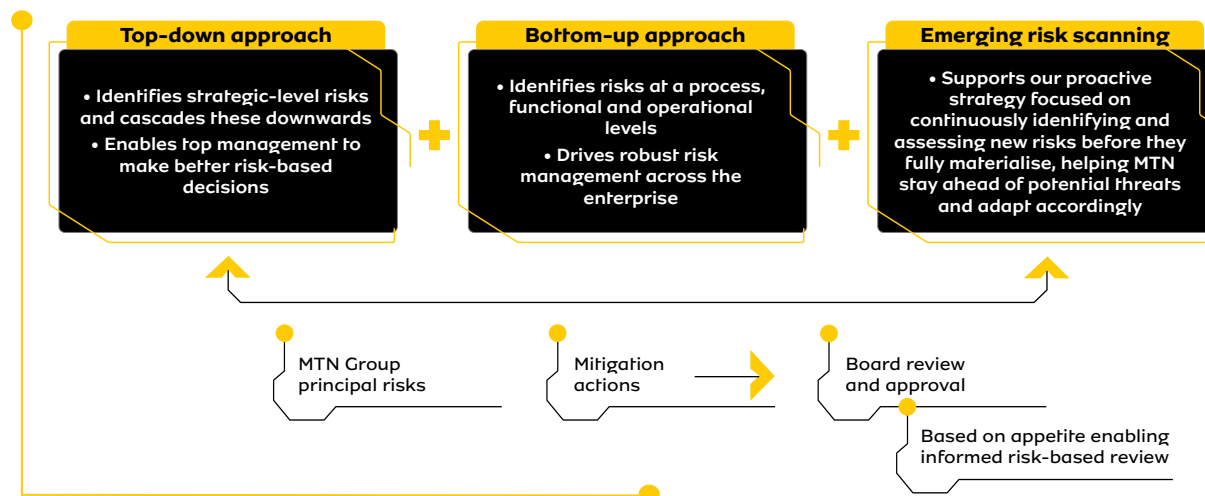 Top-down approach
• Identifies strategic-level risks
and cascades these downwards
• Enables top management to
make better risk-based
decisions
Bottom-up approach
• Identifies risks at a process,
functional and operational
levels
• Drives robust risk
management across the
enterprise
Emerging risk scanning
• Supports our proactive
strategy focused on
continuously identifying and
assessing new risks before they
fully materialise, helping MTN
stay ahead of potential threats
and adapt accordingly
MTN Group
principal risks
Mitigation
actions
Board review
and approval
Based on appetite enabling
informed risk-based review